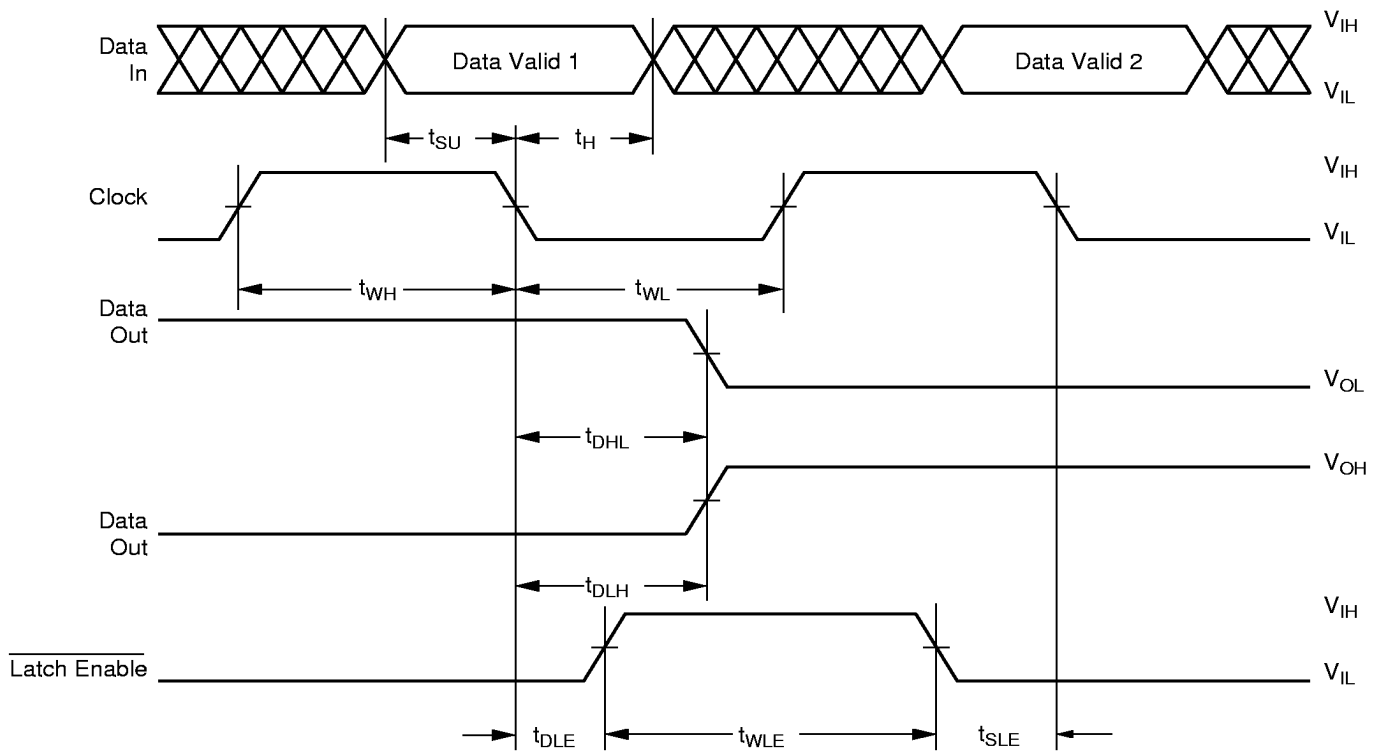 Data
In
Data Valid 1
Data Valid 2
VIH
VIL
tSU
tH
Clock
VIH
VIL
tWH
tWL
Data
Out
VOL
tDHL
VOH
Data
Out
tDLH
VIH
Latch Enable
VIL
tDLE
tWLE
tSLE